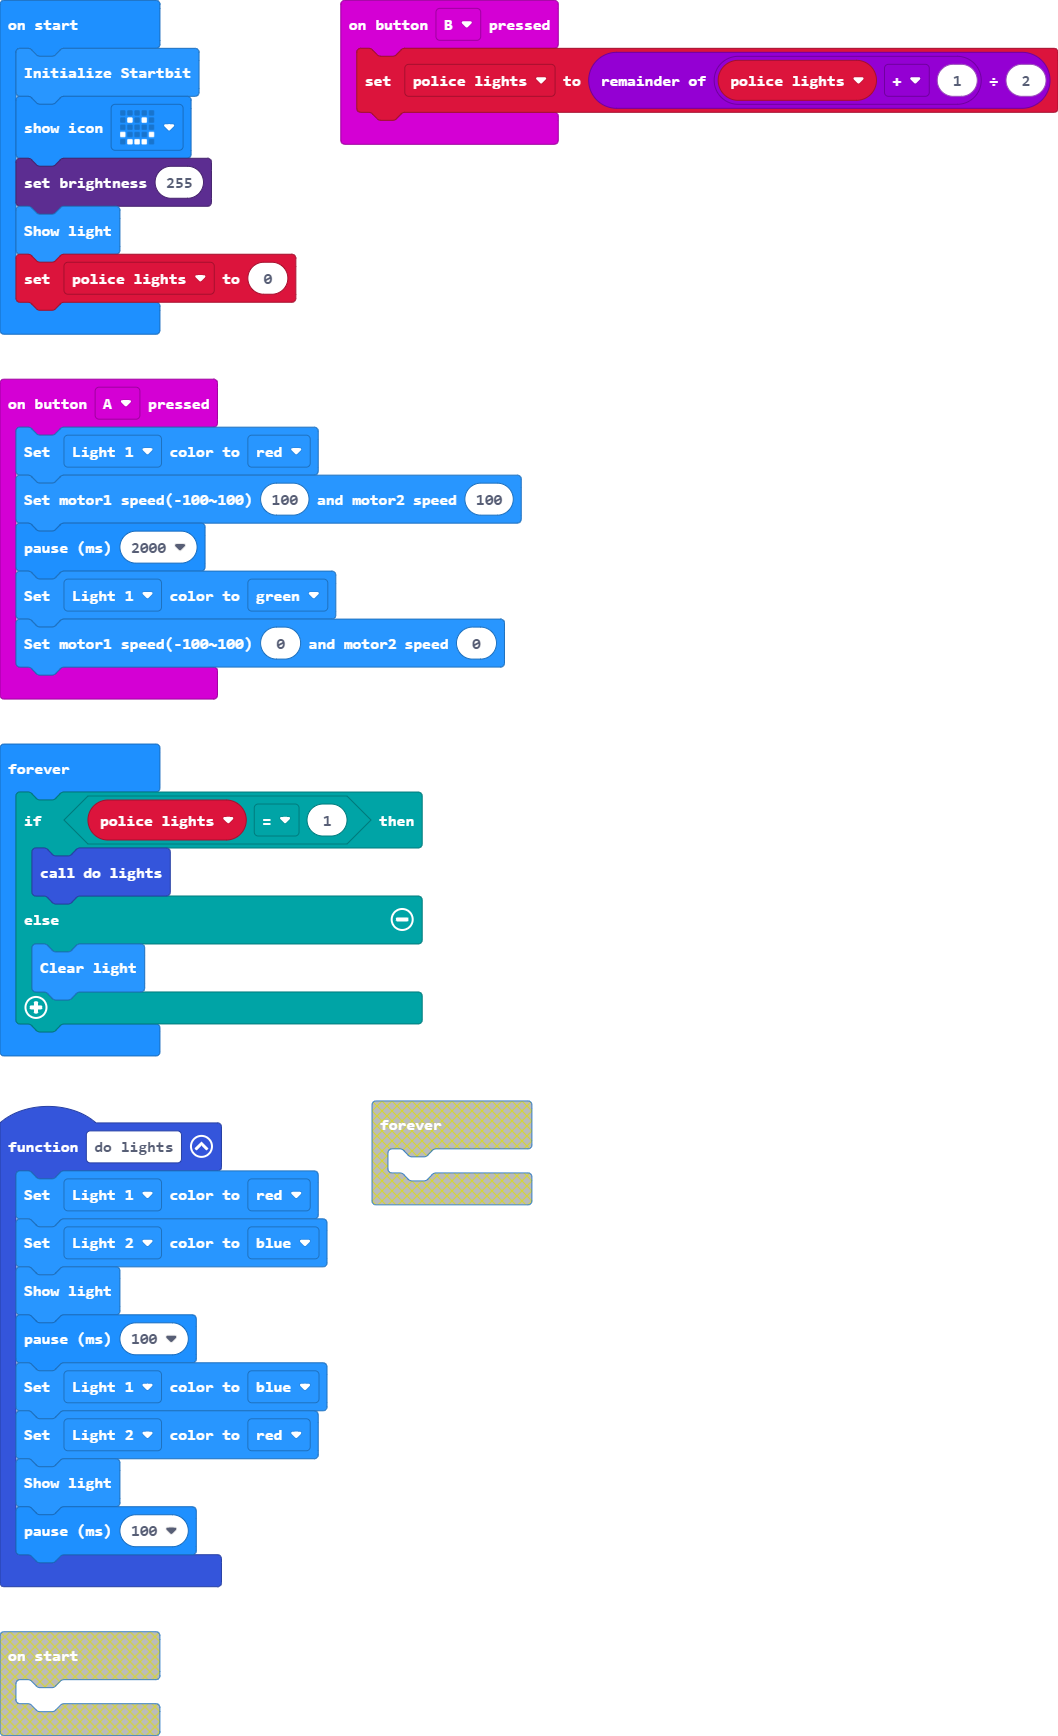 on start
Initialize Startbit
show icon
set brightness 255
Show light
set police lights to 0
on button B pressed
set police lights to remainder of police lights + 1 ÷ 2
on button A pressed
Set Light 1 color to red
Set motor1 speed(-100~100) 100 and motor2 speed 100
pause (ms) 2000
Set Light 1 color to green
Set motor1 speed(-100~100) 0 and motor2 speed 0
forever
if police lights = 1 then
call do lights
else
Clear light
function do lights
Set Light 1 color to red
Set Light 2 color to blue
Show light
pause (ms) 100
Set Light 1 color to blue
Set Light 2 color to red
Show light
pause (ms) 100
forever
on start